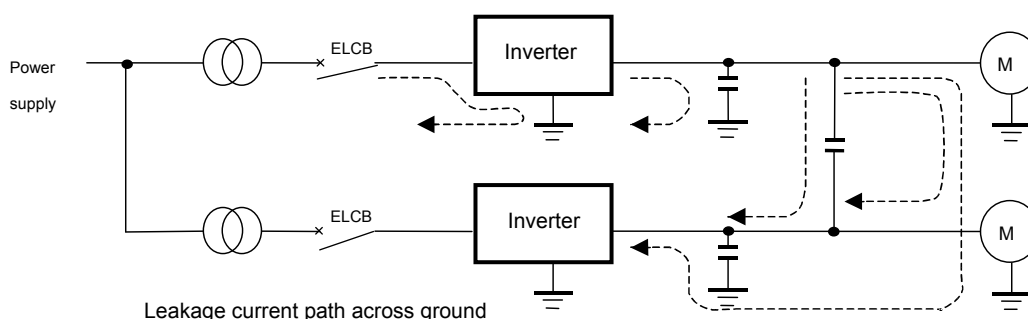 ELCB
Inverter
Power
supply
M
ELCB
Inverter
M
Leakage current path across ground